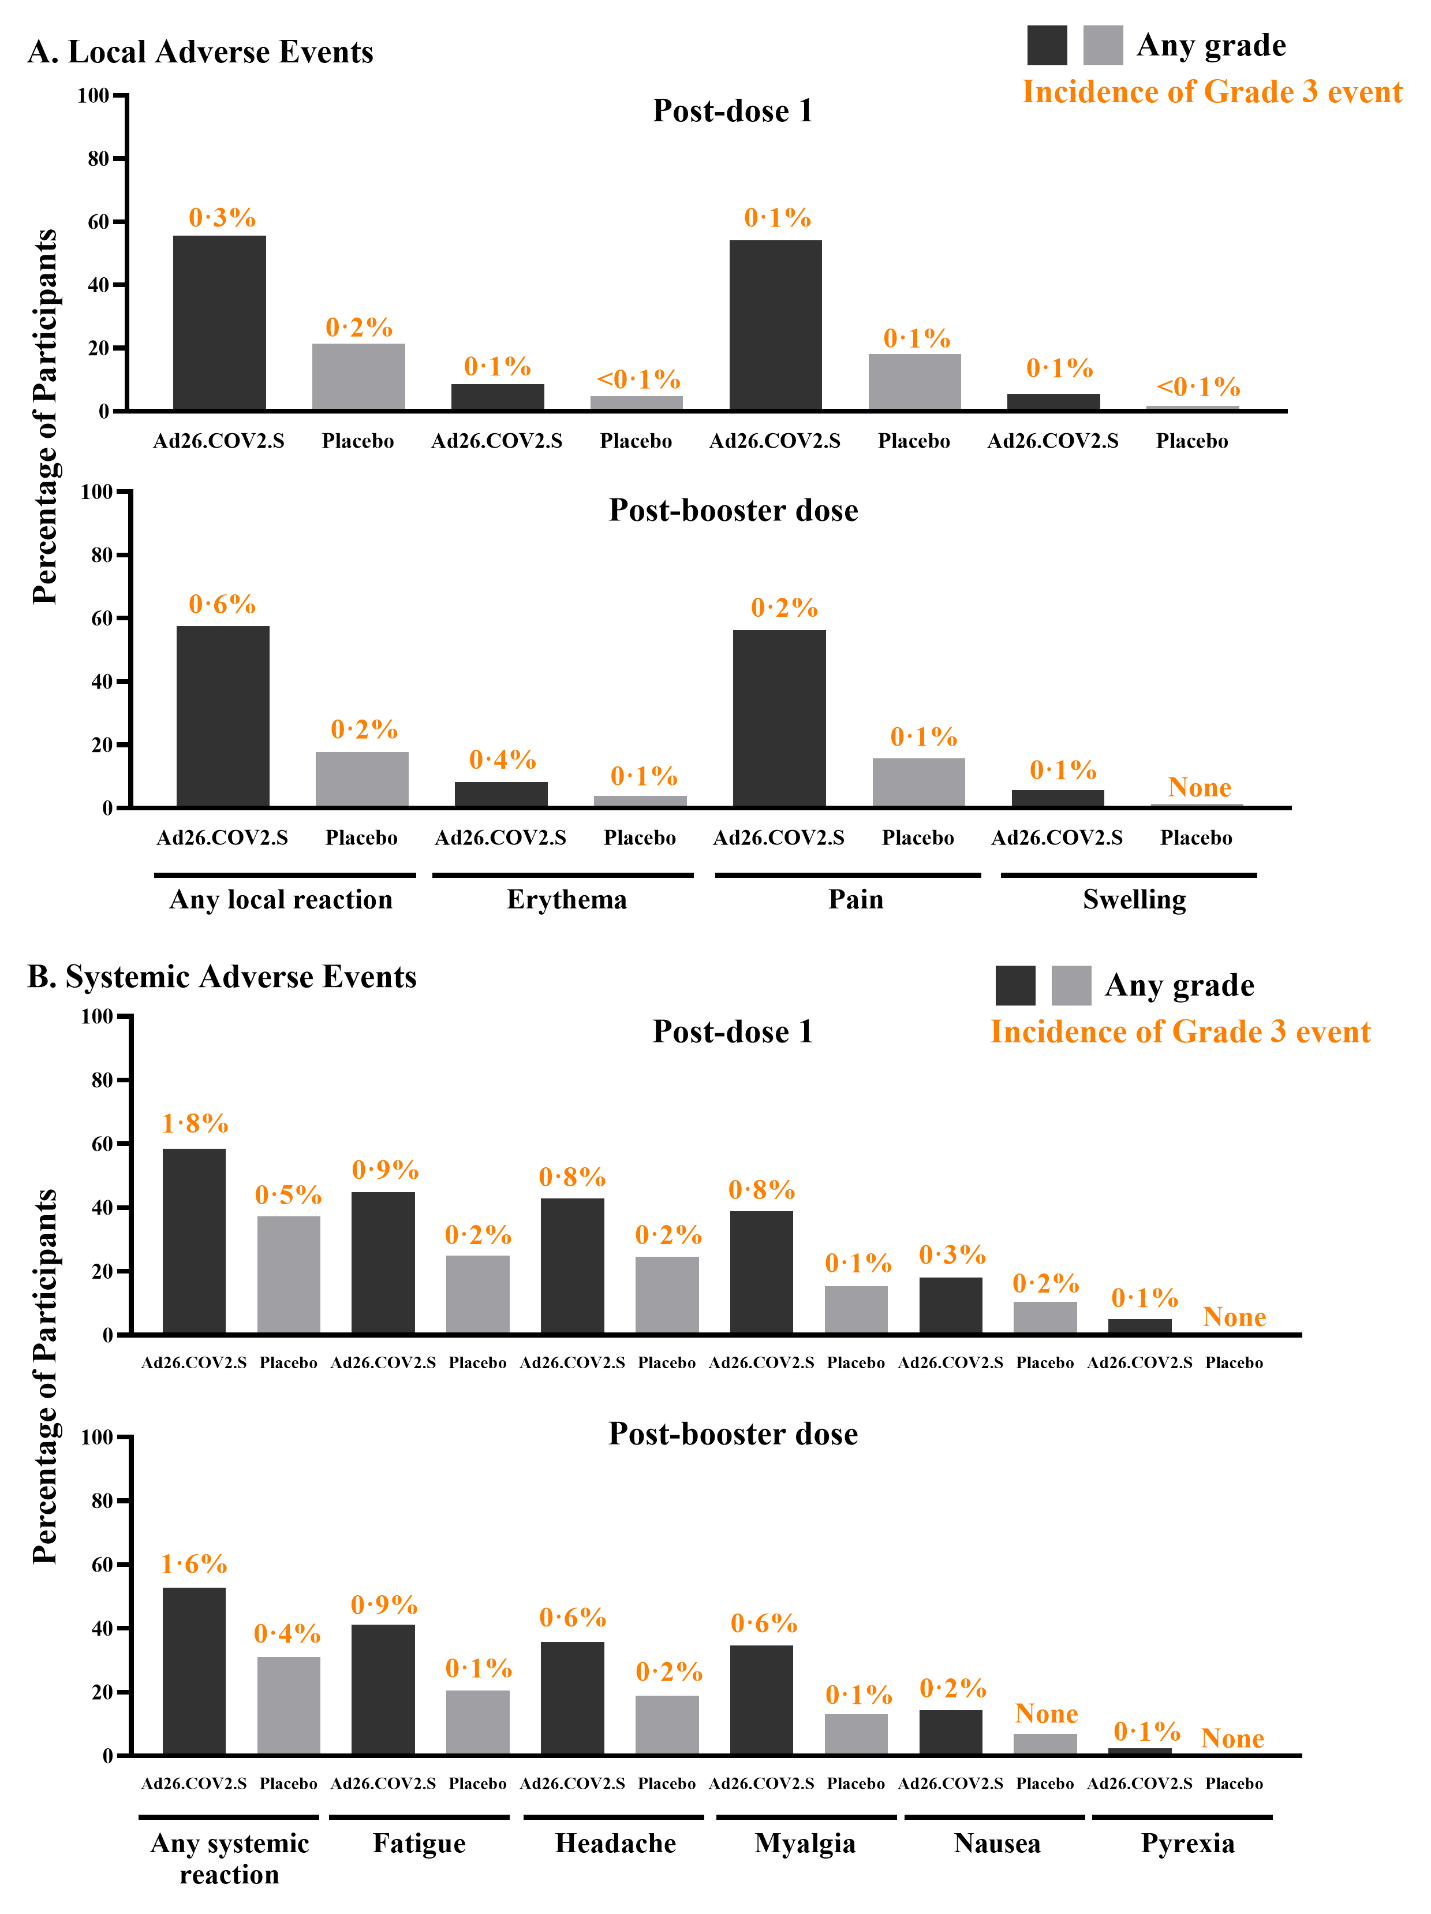 A. Local Adverse Events
Any grade
Incidence of Grade 3 event
Percentage of Participants
Post-dose 1
100
80
60
40
20
0
0·3%
0·2%
0·1%
<0·1%
0·1%
0·1%
0·1%
<0·1%
Ad26.COV2.S Placebo Ad26.COV2.S Placebo Ad26.COV2.S Placebo Ad26.COV2.S Placebo
Post-booster dose
100
80
60
40
20
0
0·6%
0·2%
0·4%
0·1%
0·2%
0·1%
0·1%
None
Ad26.COV2.S Placebo Ad26.COV2.S Placebo Ad26.COV2.S Placebo Ad26.COV2.S Placebo
Any local reaction Erythema Pain Swelling
B. Systemic Adverse Events
Any grade
Incidence of Grade 3 event
Percentage of Participants
Post-dose 1
100
80
60
40
20
0
1·8%
0·5%
0·9%
0·2%
0·8%
0·2%
0·8%
0·1%
0·3%
0·2%
0·1%
None
Ad26.COV2.S Placebo Ad26.COV2.S Placebo Ad26.COV2.S Placebo Ad26.COV2.S Placebo Ad26.COV2.S Placebo Ad26.COV2.S Placebo
Post-booster dose
100
80
60
40
20
0
1·6%
0·4%
0·9%
0·1%
0·6%
0·2%
0·6%
0·1%
0·2%
None
0·1%
None
Ad26.COV2.S Placebo Ad26.COV2.S Placebo Ad26.COV2.S Placebo Ad26.COV2.S Placebo Ad26.COV2.S Placebo Ad26.COV2.S Placebo
Any systemic Fatigue Headache Myalgia Nausea Pyrexia
reaction